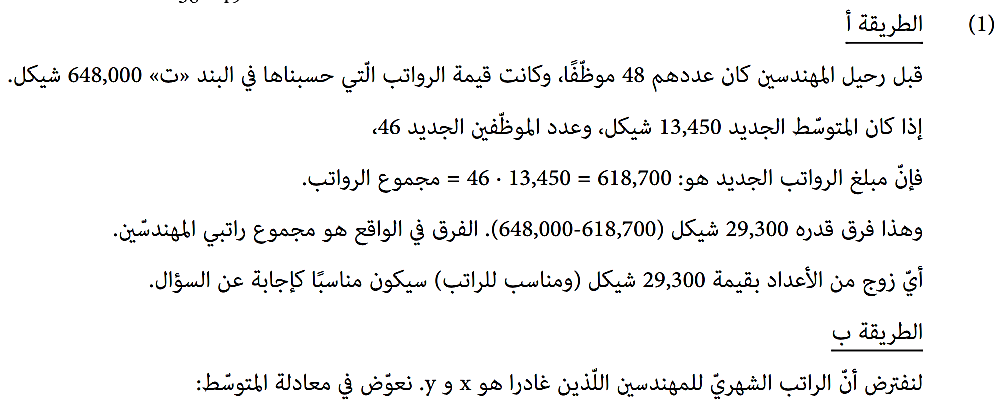 (1) الطريقة أ
قبل رحيل المهندسين كان عددهم 48 موظّفًا، وكانت قيمة الرواتب الّتي حسبناها في البند «ت» 648,000 شيكل.
إذا كان المتوسّط الجديد 13,450 شيكل، وعدد الموظّفين الجديد 46،
فإنّ مبلغ الرواتب الجديد هو: 618,700 = 13,450 · 46 = مجموع الرواتب.
وهذا فرق قدره 29,300 شيكل (648,000-618,700). الفرق في الواقع هو مجموع راتبي المهندسّين.
أيّ زوج من الأعداد بقيمة 29,300 شيكل (ومناسب للراتب) سيكون مناسبًا كإجابة عن السؤال.
الطريقة ب
لنفترض أنّ الراتب الشهريّ للمهندسين اللّذين غادرا هو x و y. نعوّض في معادلة المتوسّط: